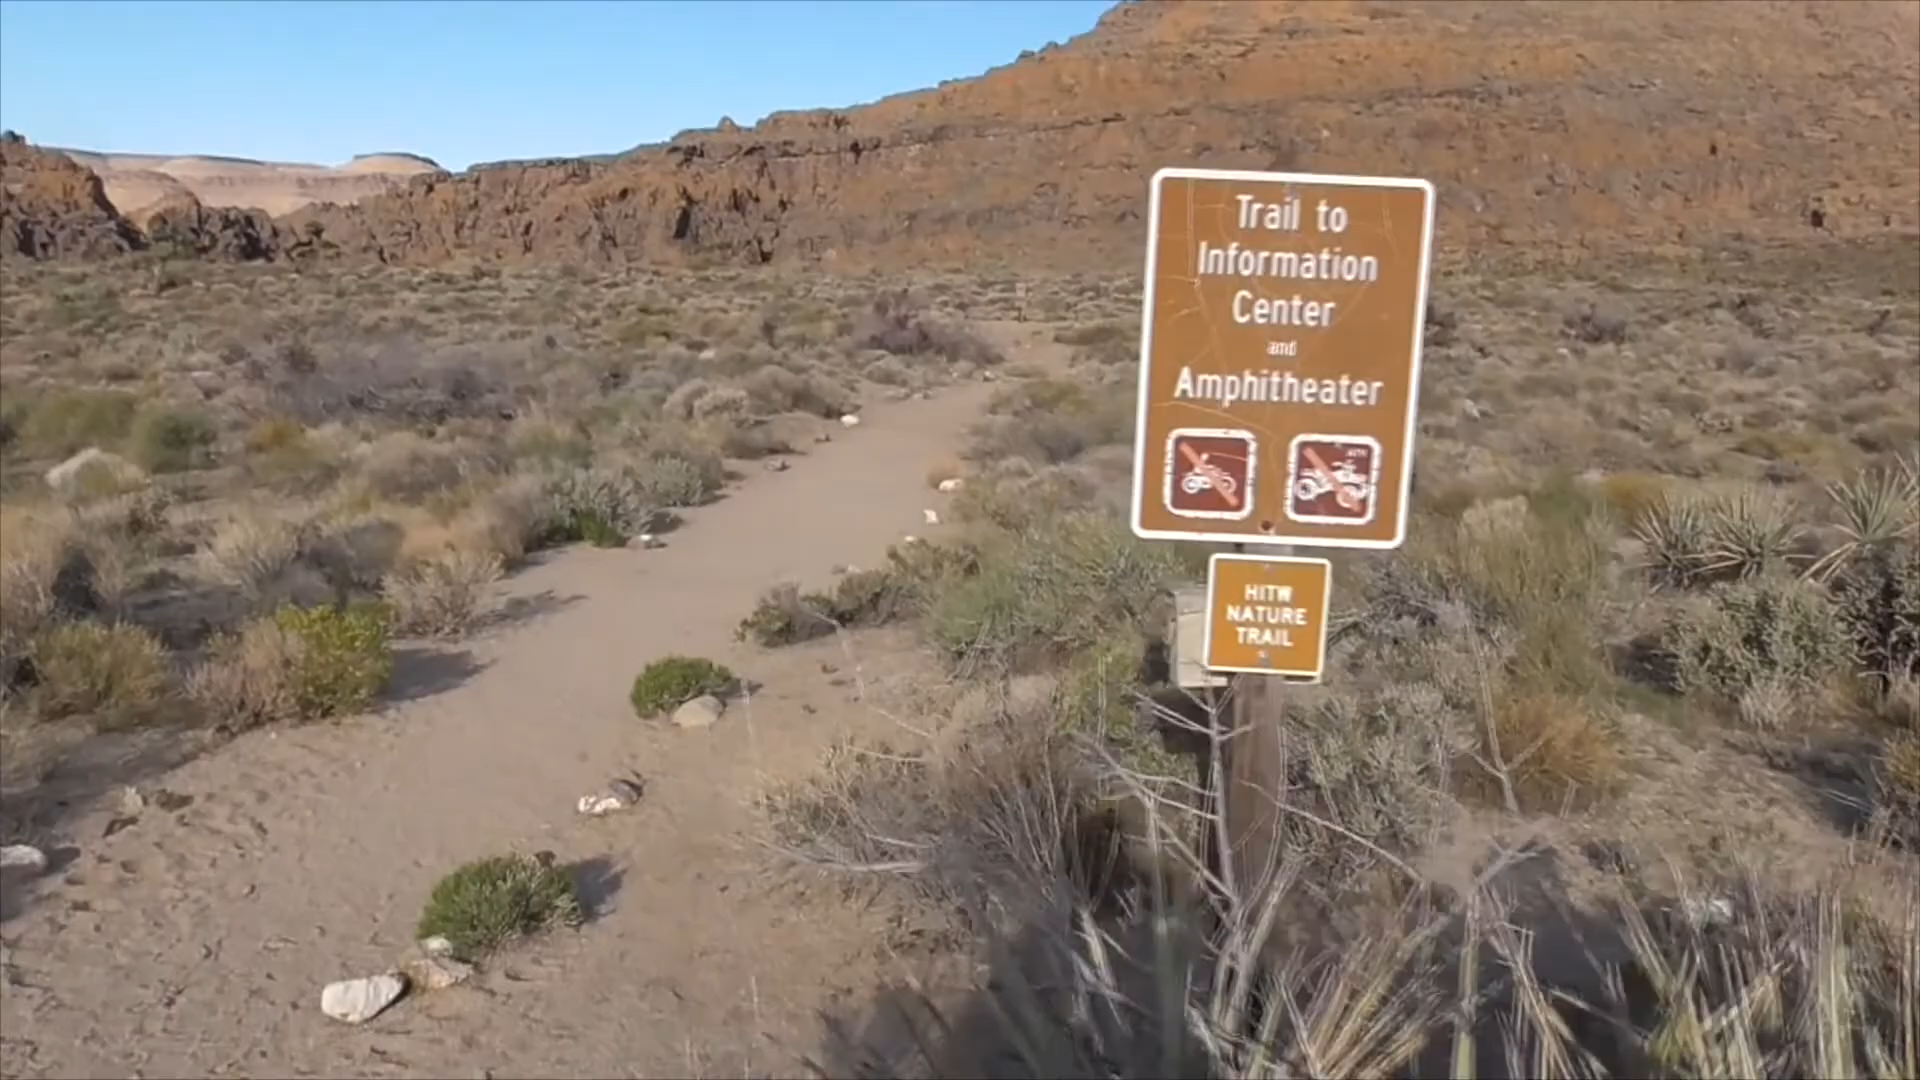 Trail to
Information
Center
and
Amphitheater
HITW
NATURE
TRAIL